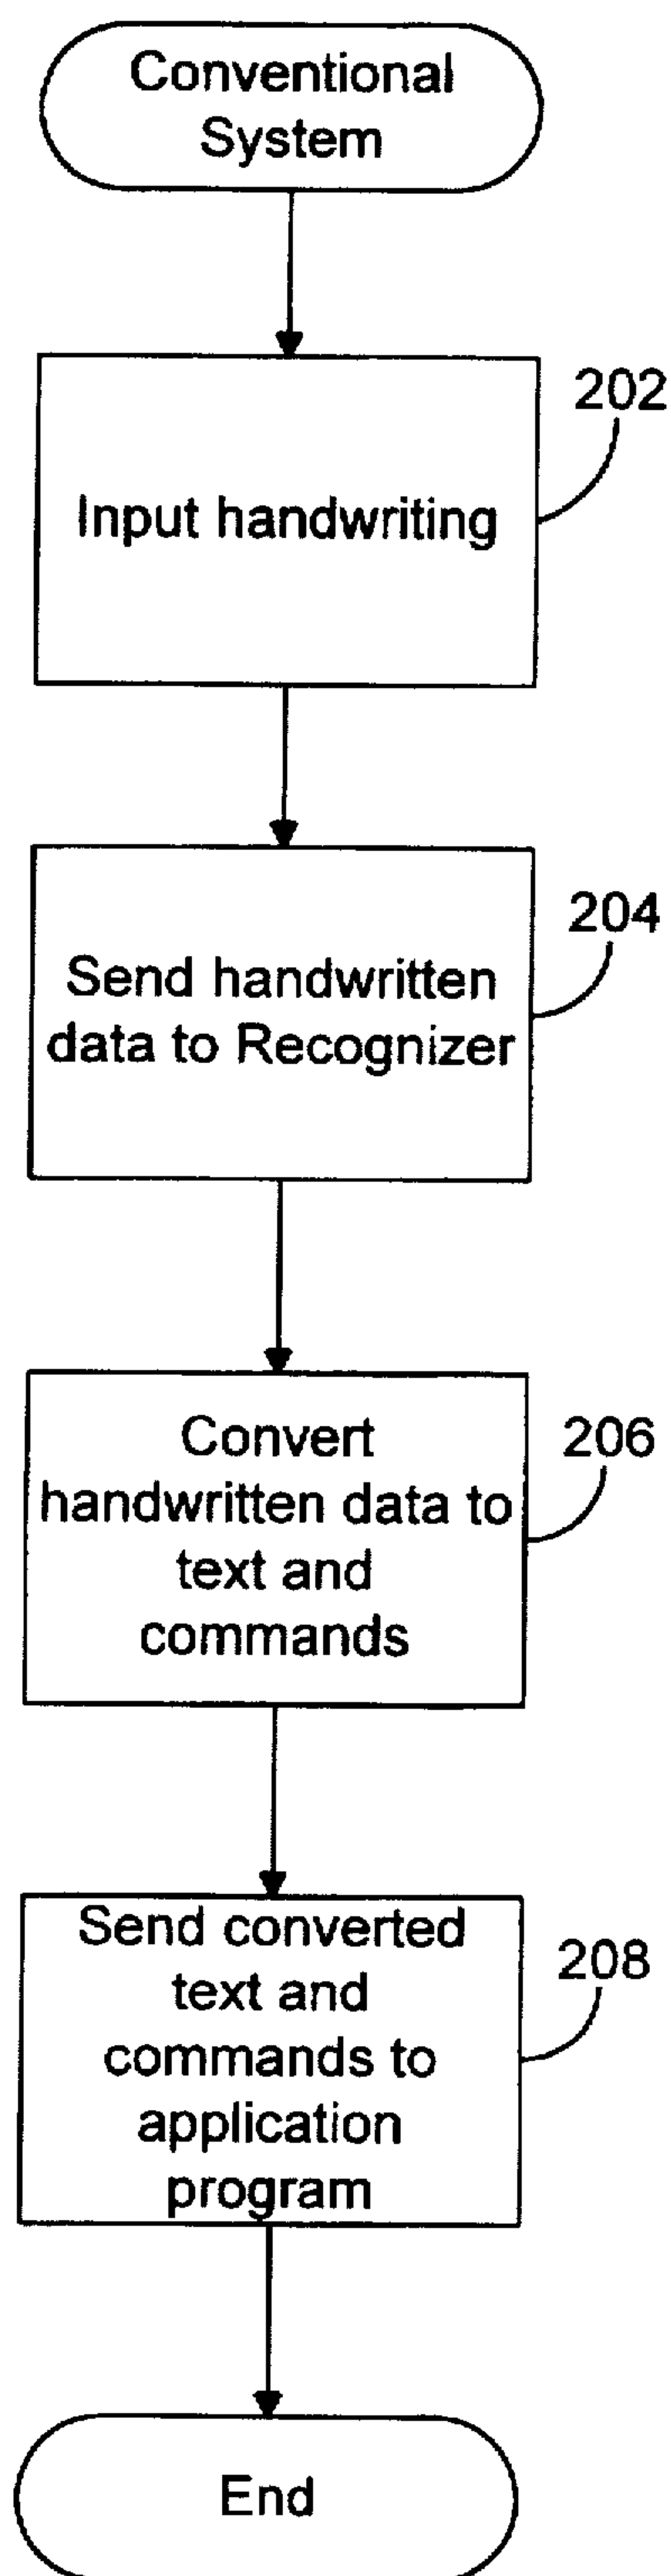 Conventional
System
202
Input handwriting
204
Send handwritten
data to Recognizer
206
Convert
handwritten data to
text and
commands
208
Send converted
text and
commands to
application
program
End